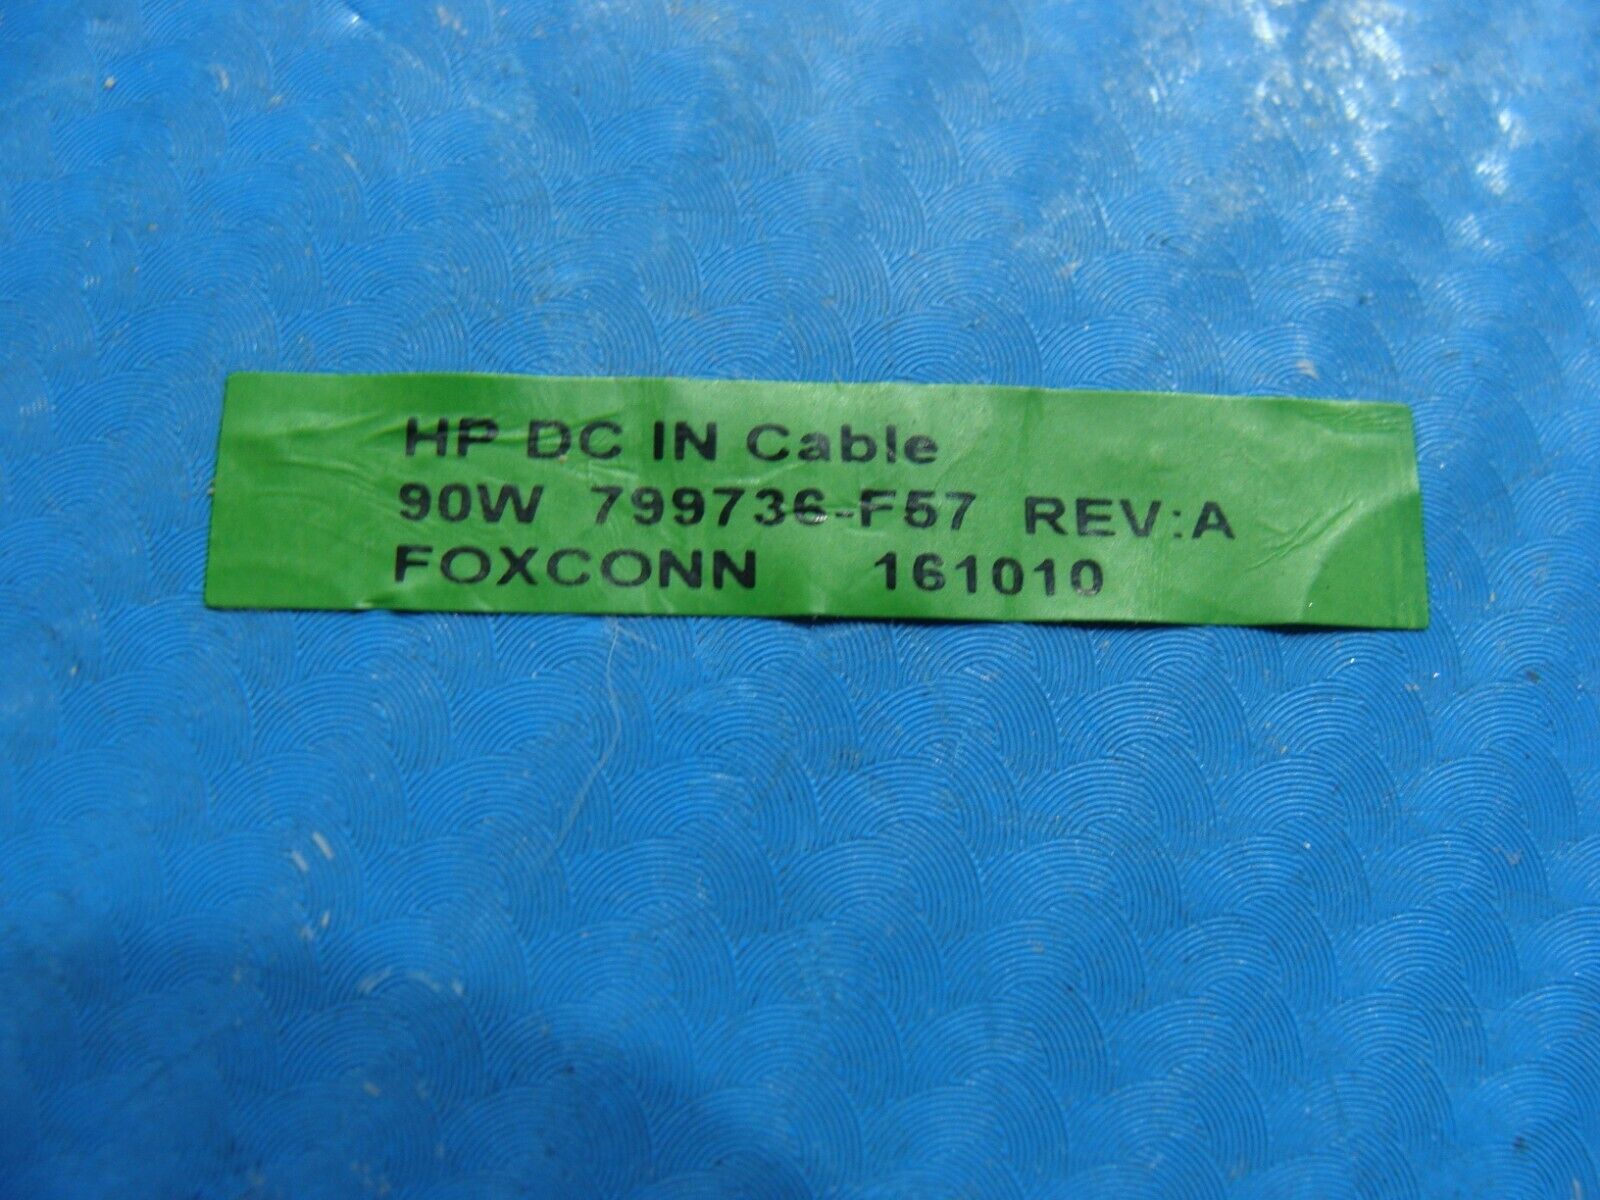 HP DC IN Cable
90W 799736-F57 REV:A
FOXCONN 161010